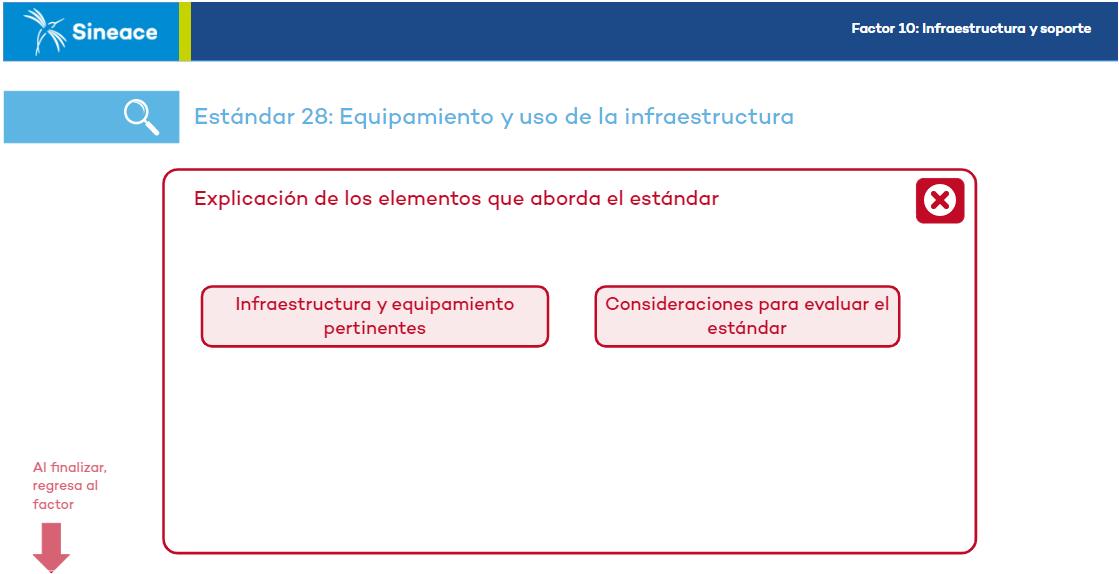 Sineace
Factor 10: Infraestructura y soporte
Estándar 28: Equipamiento y uso de la infraestructura
Explicación de los elementos que aborda el estándar
Infraestructura y equipamiento
pertinentes
Consideraciones para evaluar el
estándar
Al finalizar,
regresa al
factor